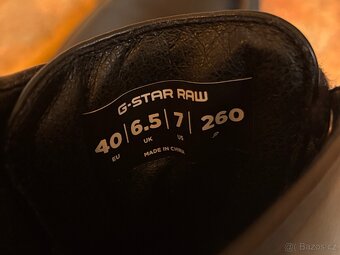 G-STAR RAW
40 | 6.5 | 7 | 260
EU UK US
MADE IN CHINA
Bazos.cz